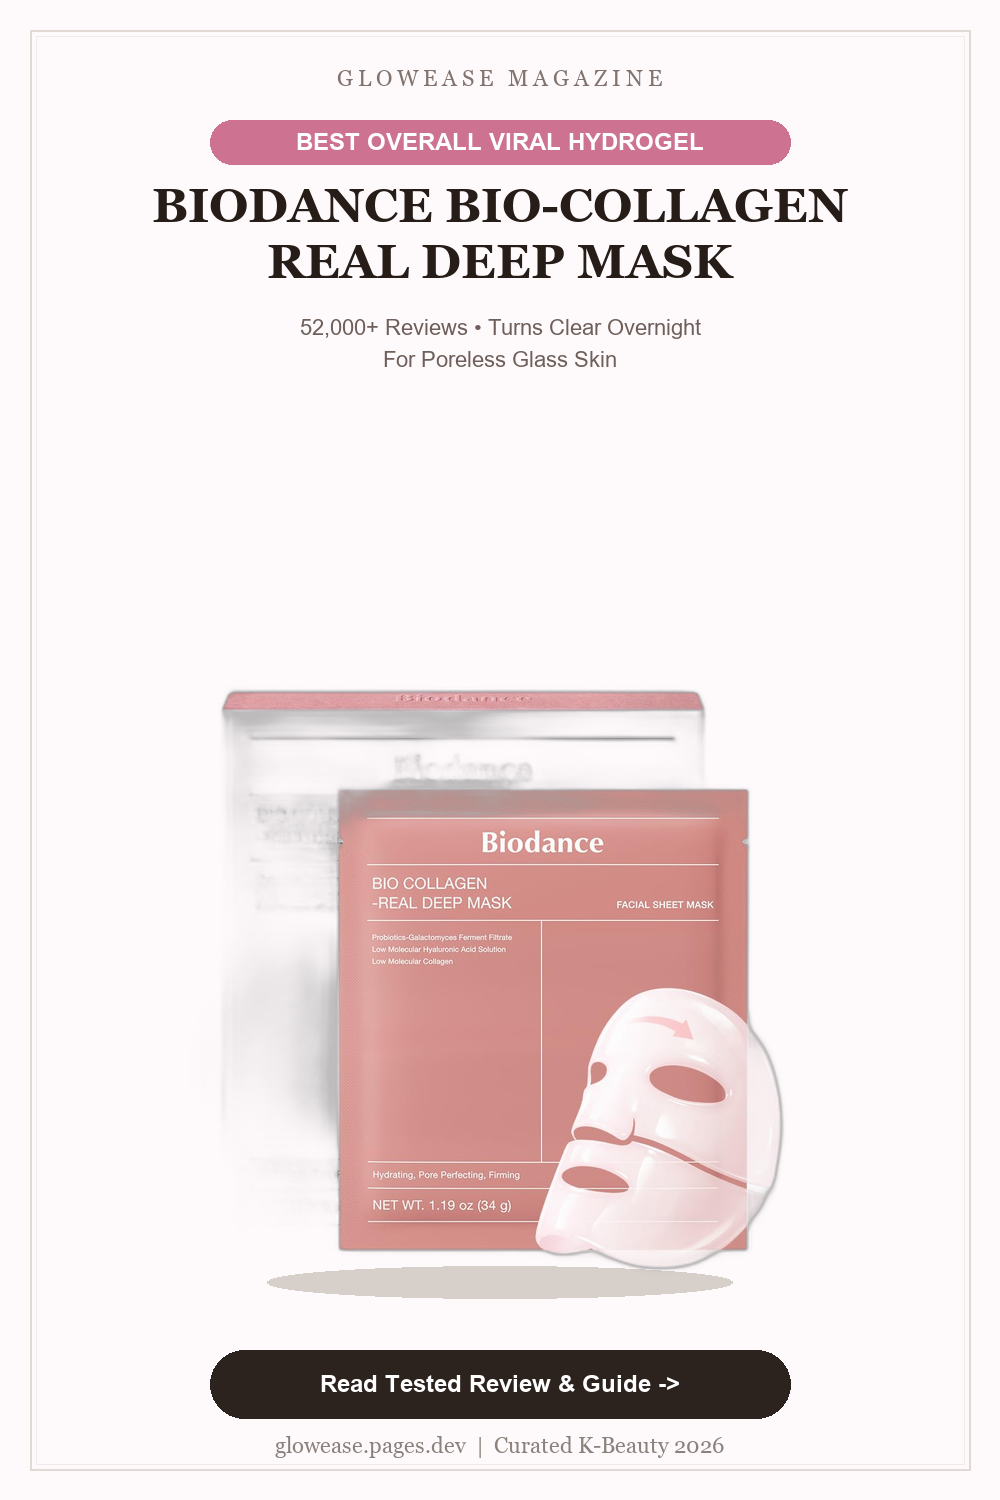 GLOWEASE MAGAZINE
BEST OVERALL VIRAL HYDROGEL
BIODANCE BIO-COLLAGEN
REAL DEEP MASK
52,000+ Reviews • Turns Clear Overnight
For Poreless Glass Skin
Biodance
Biodance
Biodance
BIO COLLAGEN
-REAL DEEP MASK
FACIAL SHEET MASK
Probiotics-Galactomyces Ferment Filtrate
Low Molecular Hyaluronic Acid Solution
Low Molecular Collagen
Hydrating, Pore Perfecting, Firming
NET WT. 1.19 oz (34 g)
Read Tested Review & Guide ->
glowease.pages.dev | Curated K-Beauty 2026